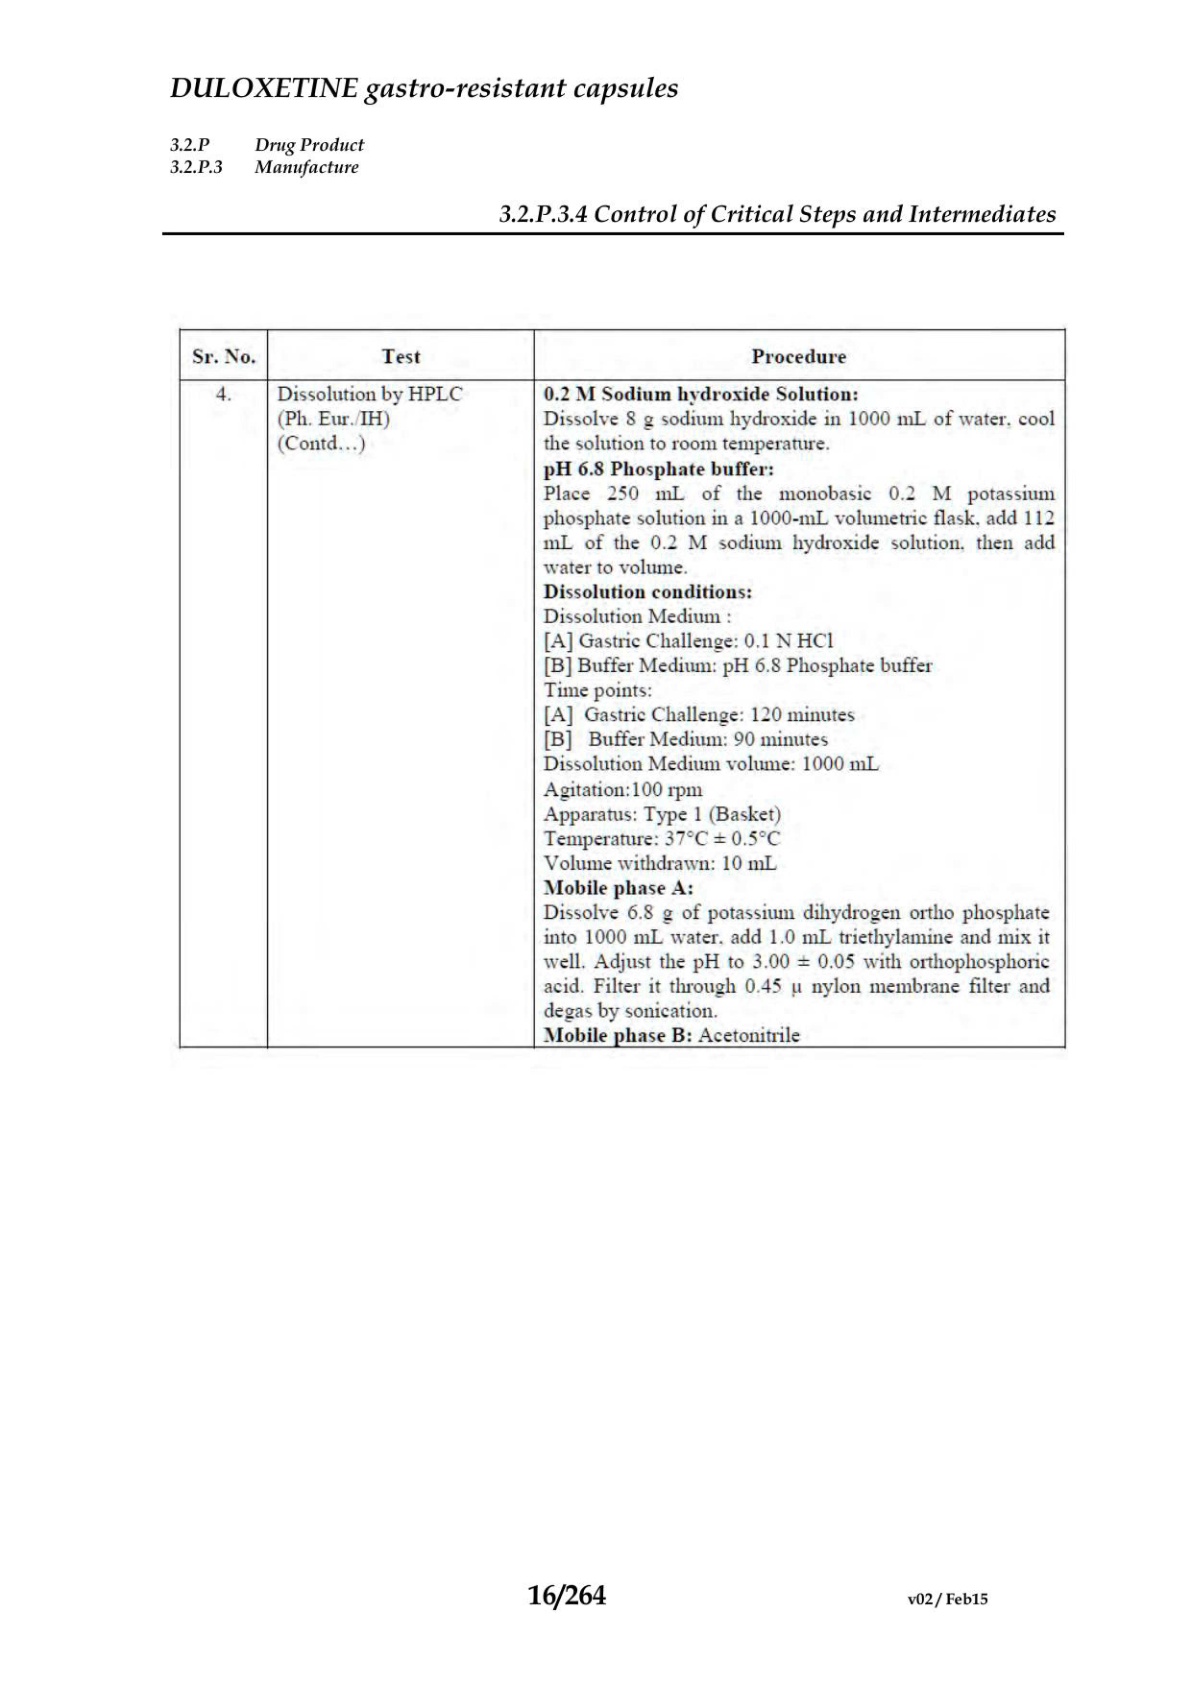 DULOXETINE gastro-resistant capsules
3.2.P Drug Product
3.2.P.3 Manufacture
3.2.P.3.4 Control of Critical Steps and Intermediates
Sr. No. Test Procedure
4. Dissolution by HPLC 0.2 M Sodium hydroxide Solution:
(Ph. Eur./IH) Dissolve 8 g sodium hydroxide in 1000 mL of water, cool
(Contd...) the solution to room temperature.
pH 6.8 Phosphate buffer:
Place 250 mL of the monobasic 0.2 M potassium
phosphate solution in a 1000-mL volumetric flask, add 112
mL of the 0.2 M sodium hydroxide solution, then add
water to volume.
Dissolution conditions:
Dissolution Medium :
[A] Gastric Challenge: 0.1 N HCl
[B] Buffer Medium: pH 6.8 Phosphate buffer
Time points:
[A] Gastric Challenge: 120 minutes
[B] Buffer Medium: 90 minutes
Dissolution Medium volume: 1000 mL
Agitation:100 rpm
Apparatus: Type 1 (Basket)
Temperature: 37°C ± 0.5°C
Volume withdrawn: 10 mL
Mobile phase A:
Dissolve 6.8 g of potassium dihydrogen ortho phosphate
into 1000 mL water, add 1.0 mL triethylamine and mix it
well. Adjust the pH to 3.00 ± 0.05 with orthophosphoric
acid. Filter it through 0.45 µ nylon membrane filter and
degas by sonication.
Mobile phase B: Acetonitrile
16/264
v02 / Feb15